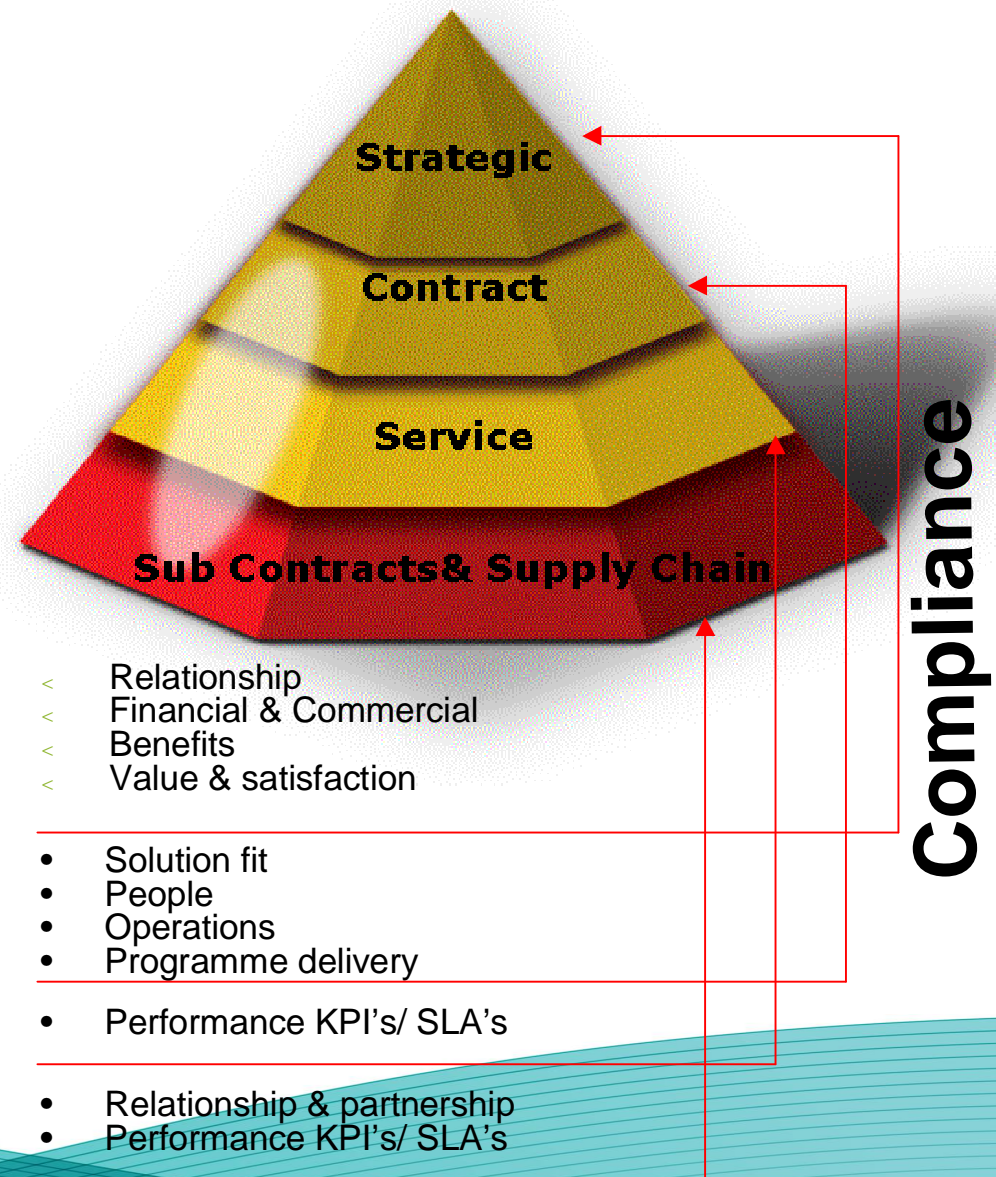 Strategic
Contract
Service
Sub Contracts& Supply Chain
Compliance
< Relationship
< Financial & Commercial
< Benefits
< Value & satisfaction
• Solution fit
• People
• Operations
• Programme delivery
• Performance KPI's/ SLA's
• Relationship & partnership
• Performance KPI's/ SLA's